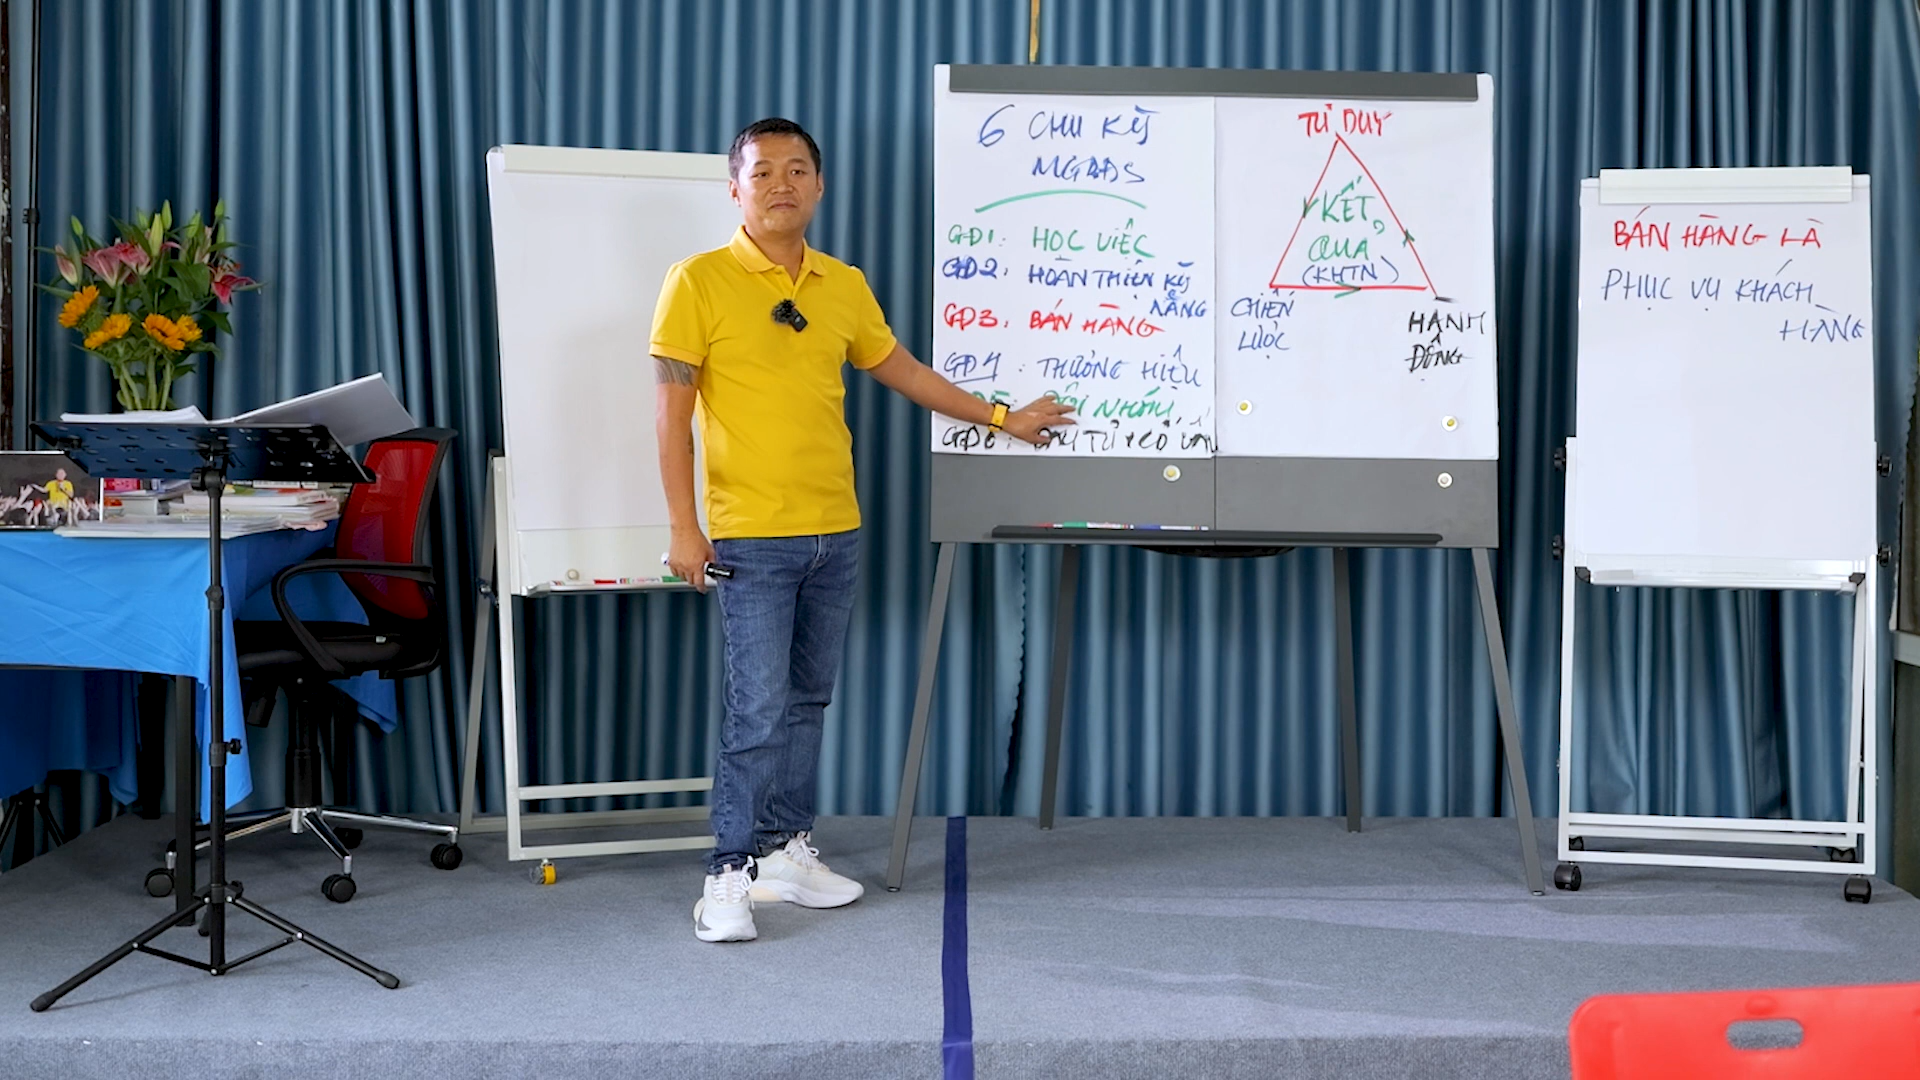 6 CHU KỲ
MGBĐS
GĐ1: HỌC VIỆC
GĐ2: HOÀN THIỆN KỸ
NĂNG
GĐ3: BÁN HÀNG
GĐ4: THƯƠNG HIỆU
NHÓM
GĐ6:
TƯ DUY
KẾT
QUẢ
(KHTN)
CHIẾN
LƯỢC
HÀNH
ĐỘNG
BÁN HÀNG LÀ
PHỤC VỤ KHÁCH
HÀNG